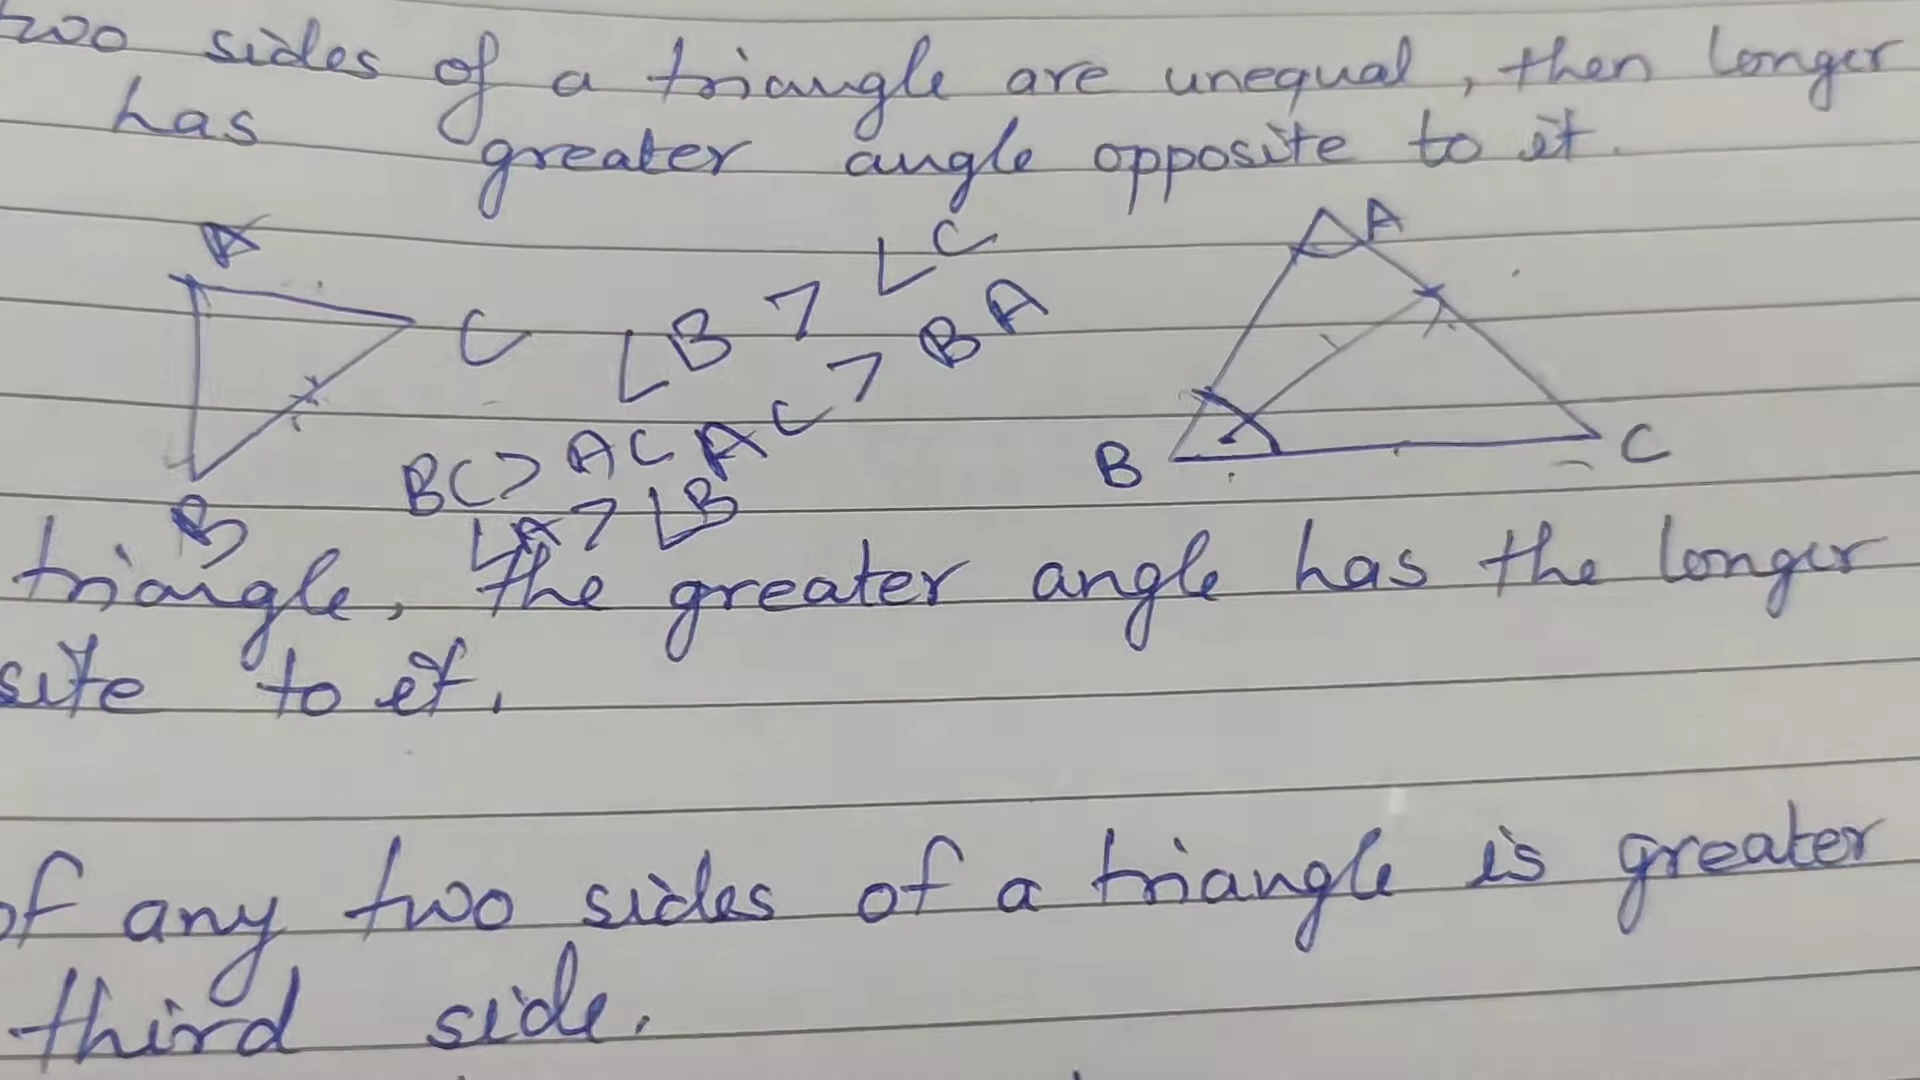 two sides of a triangle are unequal, then longer
has greater angle opposite to it.
A
C
B
∠B > ∠C
AC > BA
BC > AC
∠A > ∠B
A
B
C
triangle, the greater angle has the longer
site to it.
of any two sides of a triangle is greater
third side.